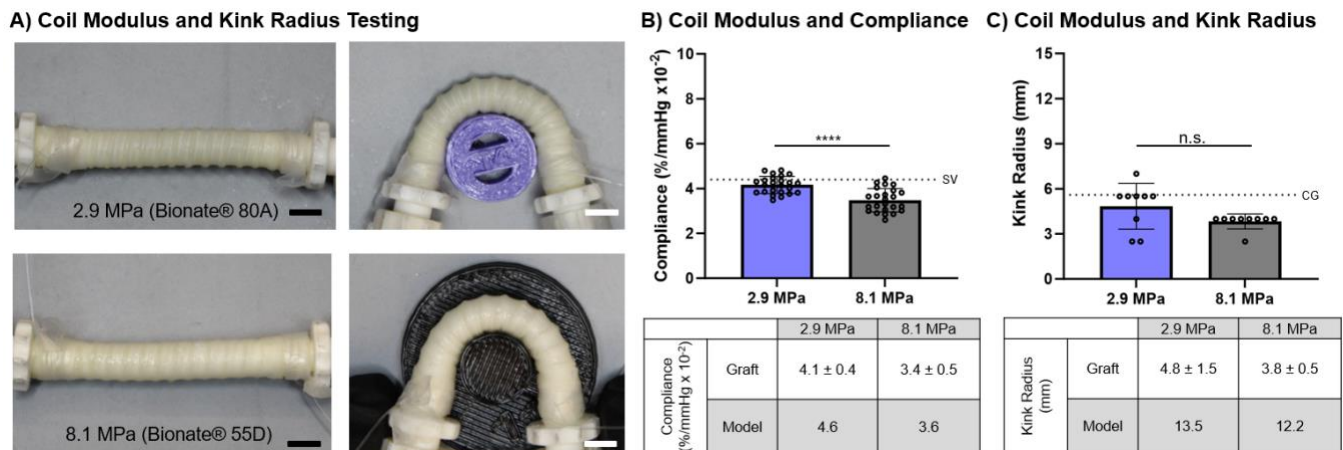 A) Coil Modulus and Kink Radius Testing
2.9 MPa (Bionate® 80A)
8.1 MPa (Bionate® 55D)
B) Coil Modulus and Compliance
Compliance (%/mmHg x10-2)
10
8
6
4
2
0
****
SV
2.9 MPa
8.1 MPa
2.9 MPa 8.1 MPa
Compliance
(%/mmHg x 10-2)
Graft 4.1 ± 0.4 3.4 ± 0.5
Model 4.6 3.6
C) Coil Modulus and Kink Radius
Kink Radius (mm)
15
12
9
6
3
0
n.s.
CG
2.9 MPa
8.1 MPa
2.9 MPa 8.1 MPa
Kink Radius
(mm)
Graft 4.8 ± 1.5 3.8 ± 0.5
Model 13.5 12.2